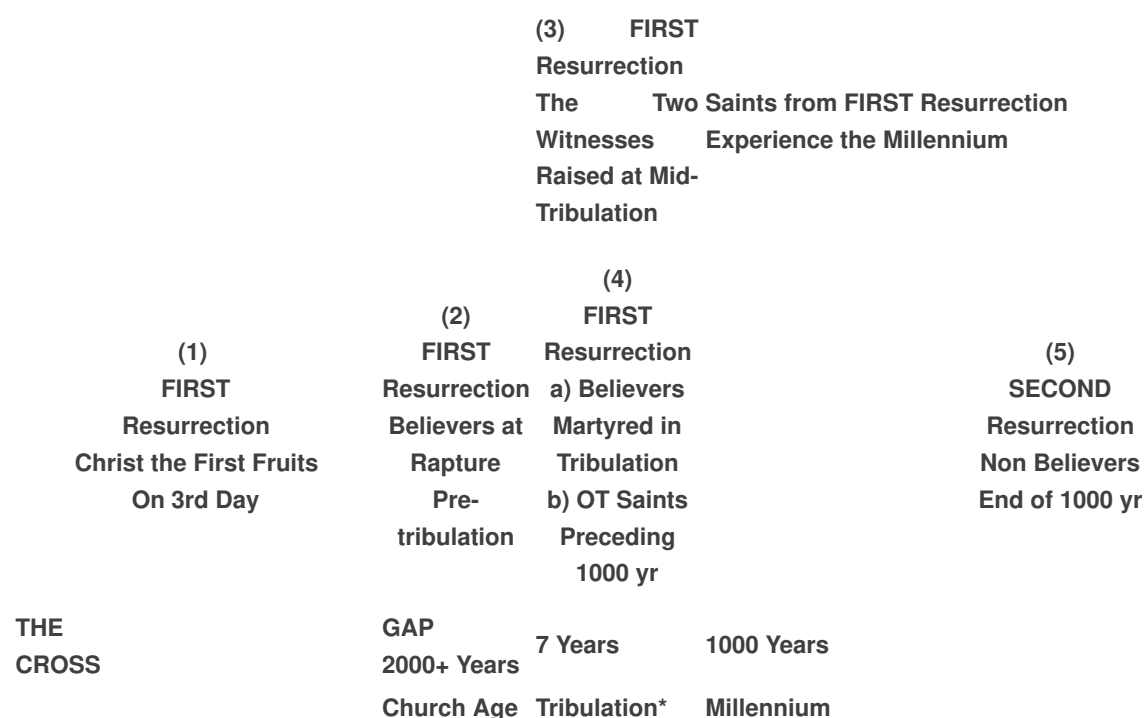 (3) FIRST
Resurrection
The Two Saints from FIRST Resurrection
Witnesses Experience the Millennium
Raised at Mid-
Tribulation
(1)
FIRST
Resurrection
Christ the First Fruits
On 3rd Day
(2)
FIRST
Resurrection
Believers at
Rapture
Pre-
tribulation
(4)
FIRST
Resurrection
a) Believers
Martyred in
Tribulation
b) OT Saints
Preceding
1000 yr
(5)
SECOND
Resurrection
Non Believers
End of 1000 yr
THE
CROSS
GAP
2000+ Years
7 Years
1000 Years
Church Age
Tribulation*
Millennium